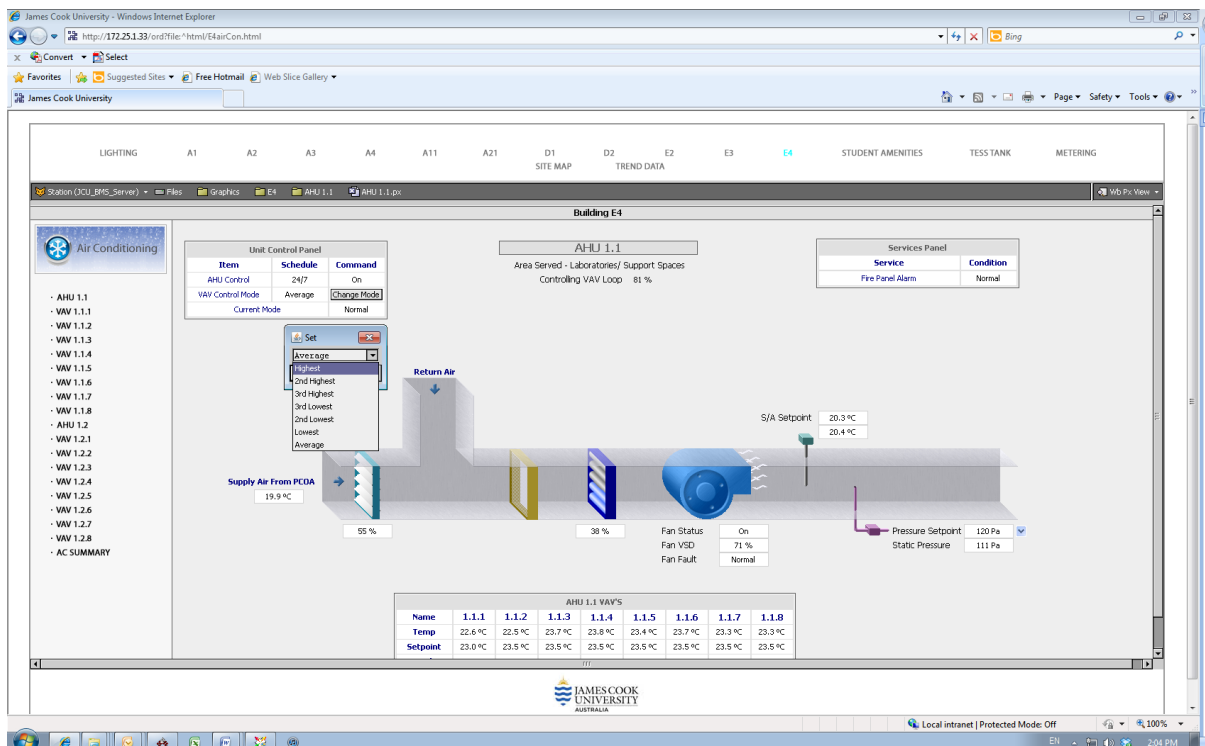 James Cook University - Windows Internet Explorer
http://172.25.1.33/ord?file:^html/E4airCon.html
Bing
x Convert Select
Favorites Suggested Sites Free Hotmail Web Slice Gallery
James Cook University
Page Safety Tools
LIGHTING A1 A2 A3 A4 A11 A21 D1 D2 E2 E3 E4 STUDENT AMENITIES TESS TANK METERING
SITE MAP TREND DATA
Station (JCU_BMS_Server) Files Graphics E4 AHU 1.1 AHU 1.1.px Wb Px View
Building E4
Air Conditioning
· AHU 1.1
· VAV 1.1.1
· VAV 1.1.2
· VAV 1.1.3
· VAV 1.1.4
· VAV 1.1.5
· VAV 1.1.6
· VAV 1.1.7
· VAV 1.1.8
· AHU 1.2
· VAV 1.2.1
· VAV 1.2.2
· VAV 1.2.3
· VAV 1.2.4
· VAV 1.2.5
· VAV 1.2.6
· VAV 1.2.7
· VAV 1.2.8
· AC SUMMARY
Unit Control Panel
Item Schedule Command
AHU Control 24/7 On
VAV Control Mode Average Change Mode
Current Mode Normal
Set
Average
Highest
2nd Highest
3rd Highest
3rd Lowest
2nd Lowest
Lowest
Average
AHU 1.1
Area Served - Laboratories/ Support Spaces
Controlling VAV Loop 81 %
Services Panel
Service Condition
Fire Panel Alarm Normal
Return Air
S/A Setpoint 20.3 ºC
20.4 ºC
Supply Air From PCOA
19.9 ºC
55 %
38 %
Fan Status On
Fan VSD 71 %
Fan Fault Normal
Pressure Setpoint 120 Pa
Static Pressure 111 Pa
AHU 1.1 VAV'S
Name 1.1.1 1.1.2 1.1.3 1.1.4 1.1.5 1.1.6 1.1.7 1.1.8
Temp 22.6 ºC 22.5 ºC 23.7 ºC 23.8 ºC 23.4 ºC 23.7 ºC 23.3 ºC 23.3 ºC
Setpoint 23.0 ºC 23.5 ºC 23.5 ºC 23.5 ºC 23.5 ºC 23.5 ºC 23.5 ºC 23.5 ºC
JAMES COOK
UNIVERSITY
AUSTRALIA
Local intranet | Protected Mode: Off 100%
EN 2:04 PM